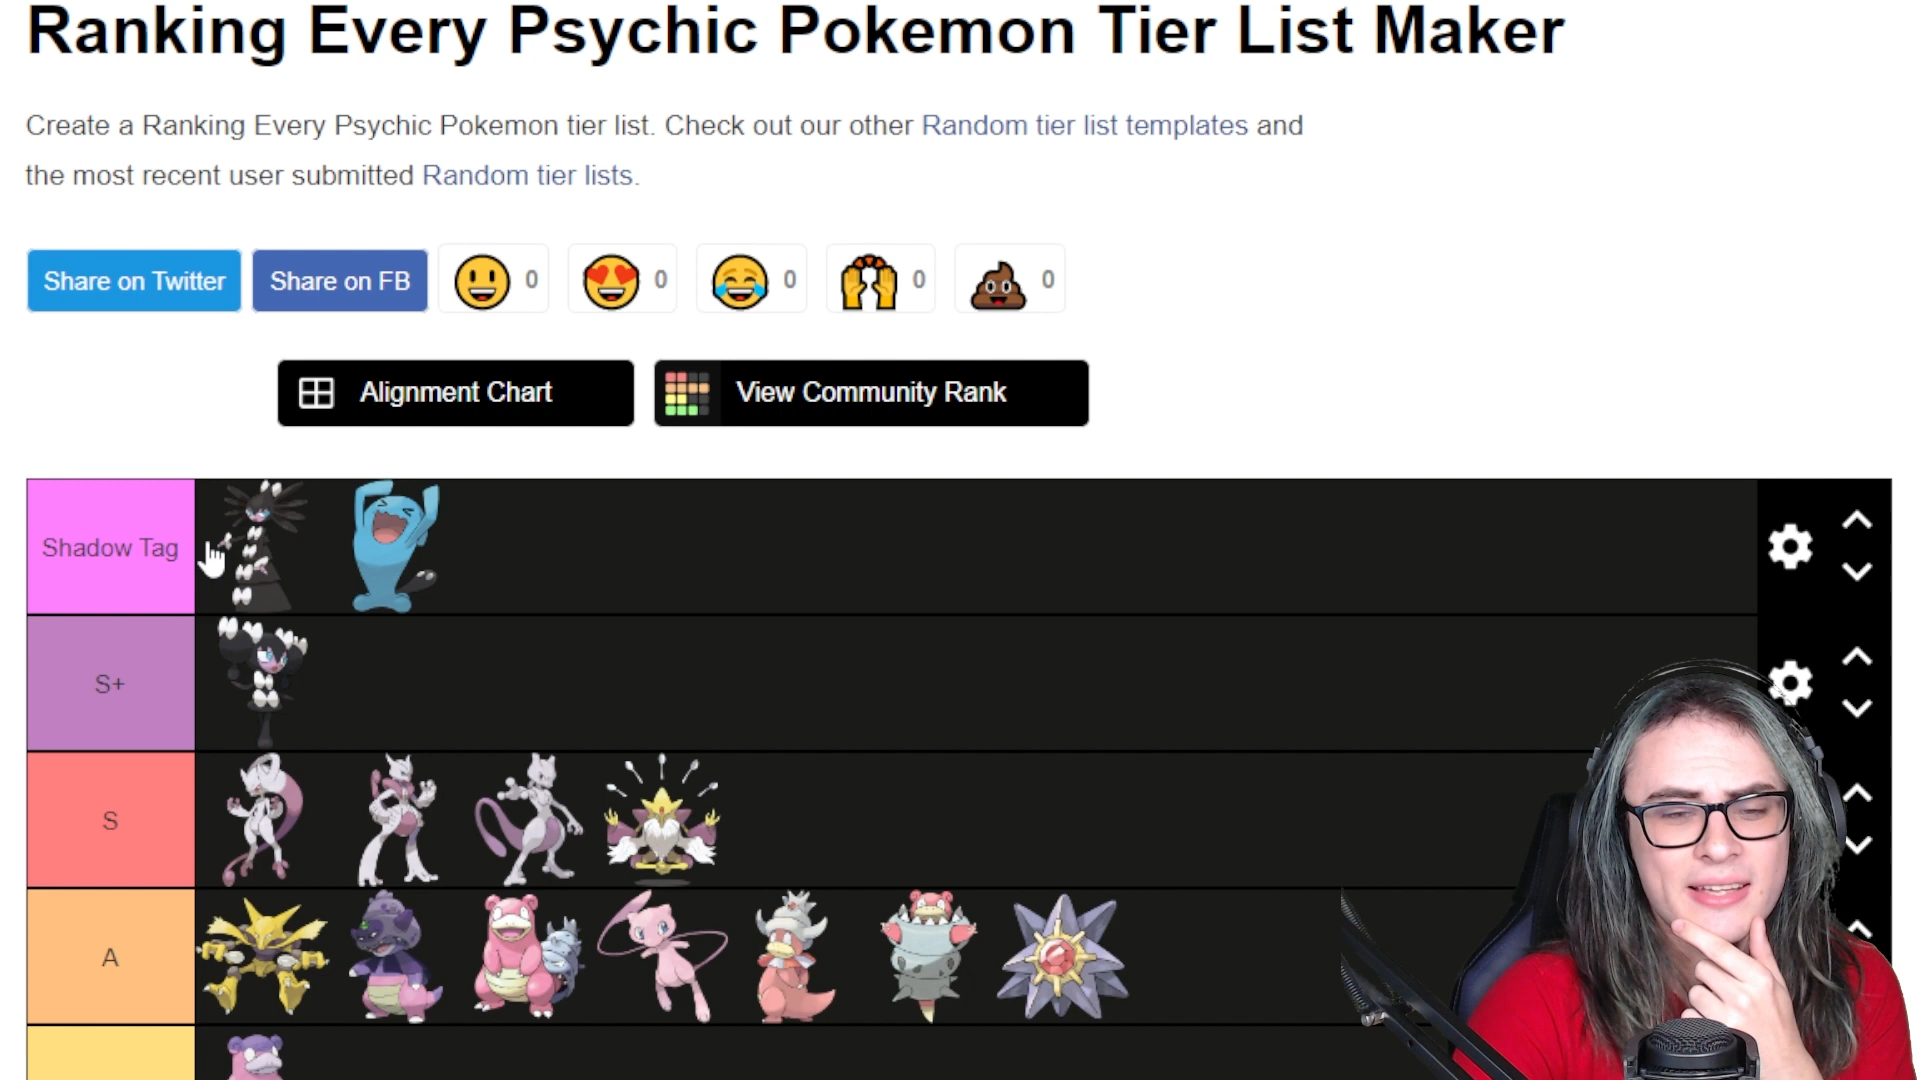 Ranking Every Psychic Pokemon Tier List Maker
Create a Ranking Every Psychic Pokemon tier list. Check out our other Random tier list templates and
the most recent user submitted Random tier lists.
Share on Twitter Share on FB 0 0 0 0 0
Alignment Chart View Community Rank
Shadow Tag
S+
S
A